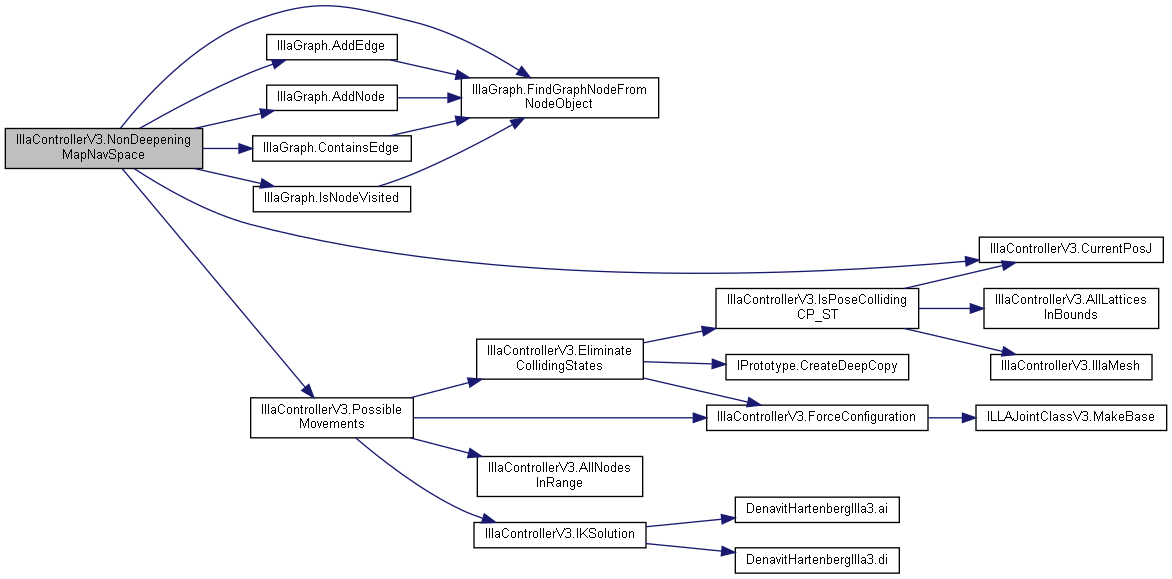 IllaControllerV3.NonDeepening
MapNavSpace
IllaGraph.AddEdge
IllaGraph.AddNode
IllaGraph.ContainsEdge
IllaGraph.IsNodeVisited
IllaGraph.FindGraphNodeFrom
NodeObject
IllaControllerV3.CurrentPosJ
IllaControllerV3.IsPoseColliding
CP_ST
IllaControllerV3.AllLattices
InBounds
IllaControllerV3.IllaMesh
IllaControllerV3.Eliminate
CollidingStates
IPrototype.CreateDeepCopy
IllaControllerV3.Possible
Movements
IllaControllerV3.ForceConfiguration
ILLAJointClassV3.MakeBase
IllaControllerV3.AllNodes
InRange
IllaControllerV3.IKSolution
DenavitHartenbergIlla3.ai
DenavitHartenbergIlla3.di